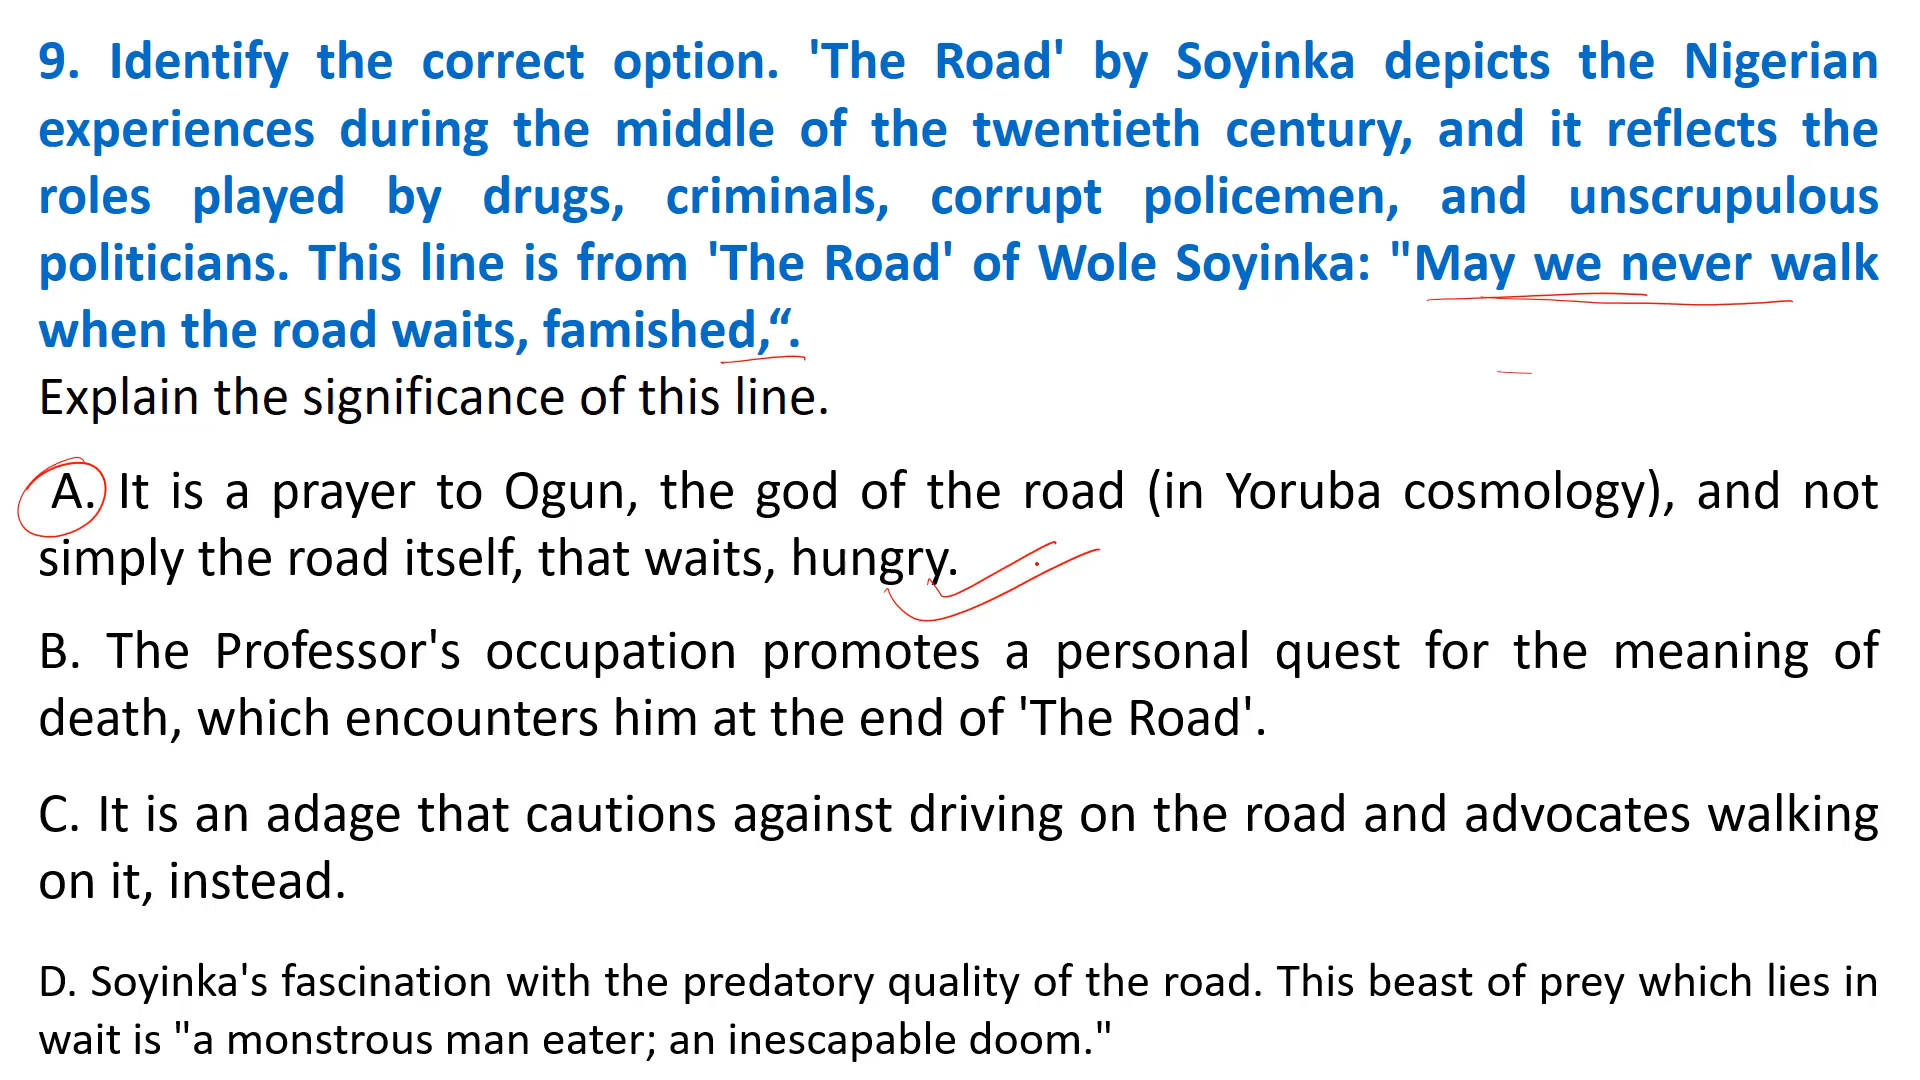 9. Identify the correct option. 'The Road' by Soyinka depicts the Nigerian
experiences during the middle of the twentieth century, and it reflects the
roles played by drugs, criminals, corrupt policemen, and unscrupulous
politicians. This line is from 'The Road' of Wole Soyinka: "May we never walk
when the road waits, famished,“.
Explain the significance of this line.
A. It is a prayer to Ogun, the god of the road (in Yoruba cosmology), and not
simply the road itself, that waits, hungry.
B. The Professor's occupation promotes a personal quest for the meaning of
death, which encounters him at the end of 'The Road'.
C. It is an adage that cautions against driving on the road and advocates walking
on it, instead.
D. Soyinka's fascination with the predatory quality of the road. This beast of prey which lies in
wait is "a monstrous man eater; an inescapable doom."